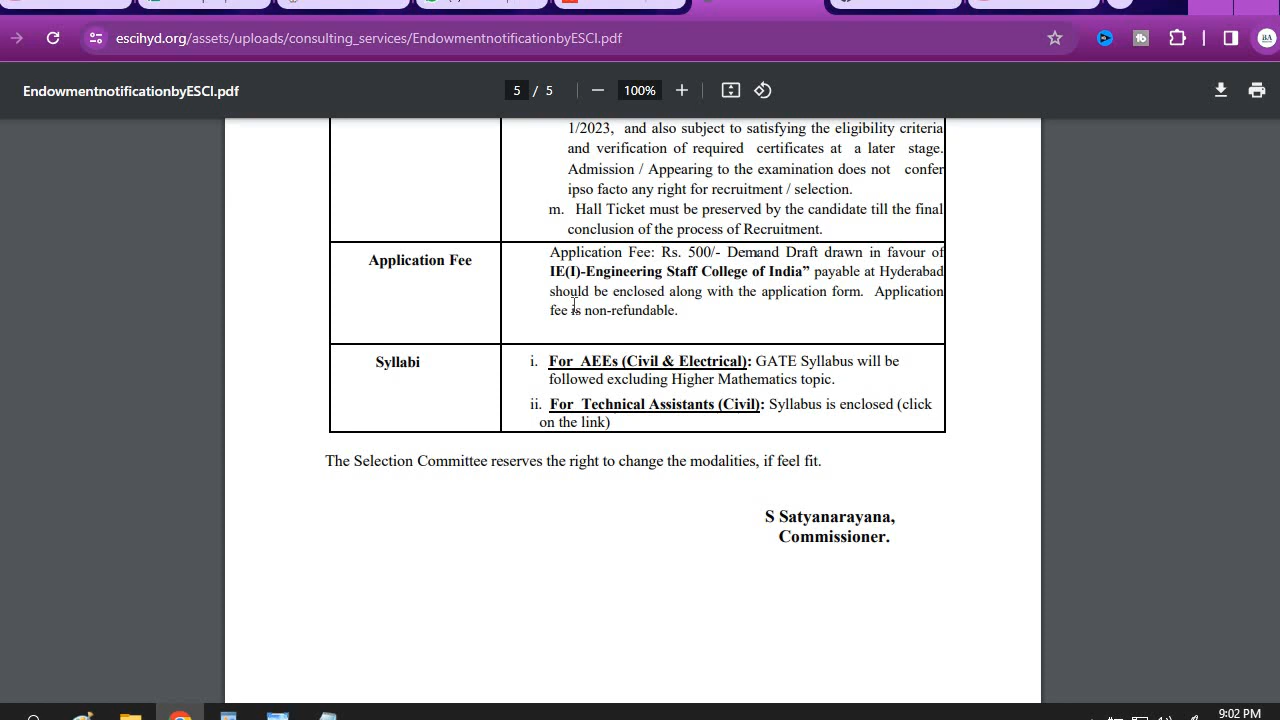 escihyd.org/assets/uploads/consulting_services/EndowmentnotificationbyESCI.pdf
EndowmentnotificationbyESCI.pdf
5 / 5
100%
1/2023, and also subject to satisfying the eligibility criteria
and verification of required certificates at a later stage.
Admission / Appearing to the examination does not confer
ipso facto any right for recruitment / selection.
m. Hall Ticket must be preserved by the candidate till the final
conclusion of the process of Recruitment.
Application Fee
Application Fee: Rs. 500/- Demand Draft drawn in favour of
IE(I)-Engineering Staff College of India” payable at Hyderabad
should be enclosed along with the application form. Application
fee is non-refundable.
Syllabi
i. For AEEs (Civil & Electrical): GATE Syllabus will be
followed excluding Higher Mathematics topic.
ii. For Technical Assistants (Civil): Syllabus is enclosed (click
on the link)
The Selection Committee reserves the right to change the modalities, if feel fit.
S Satyanarayana,
Commissioner.
9:02 PM